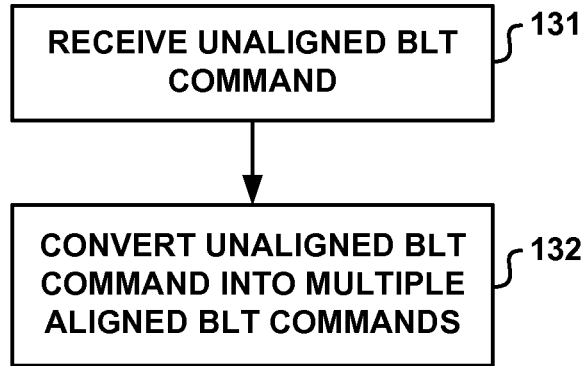 RECEIVE UNALIGNED BLT
COMMAND
131
CONVERT UNALIGNED BLT
COMMAND INTO MULTIPLE
ALIGNED BLT COMMANDS
132